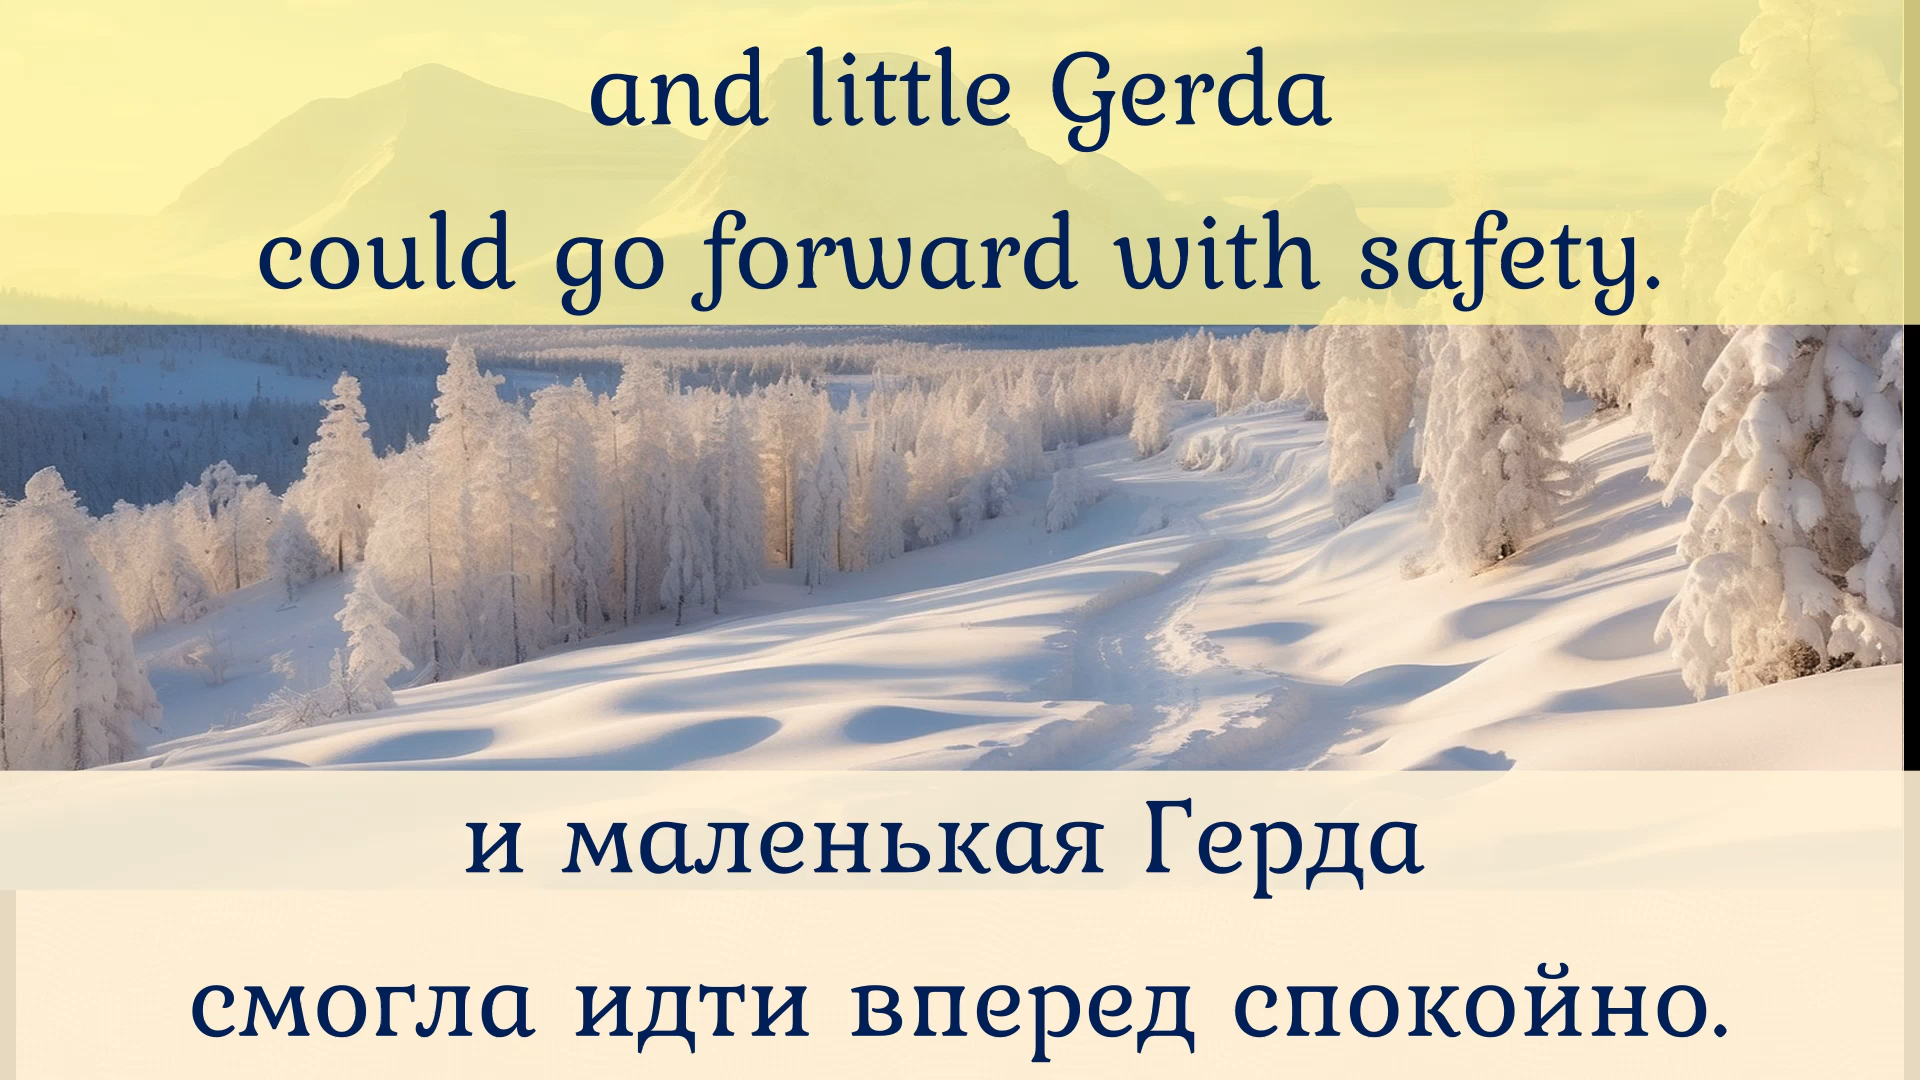 and little Gerda
could go forward with safety.
и маленькая Герда
смогла идти вперед спокойно.